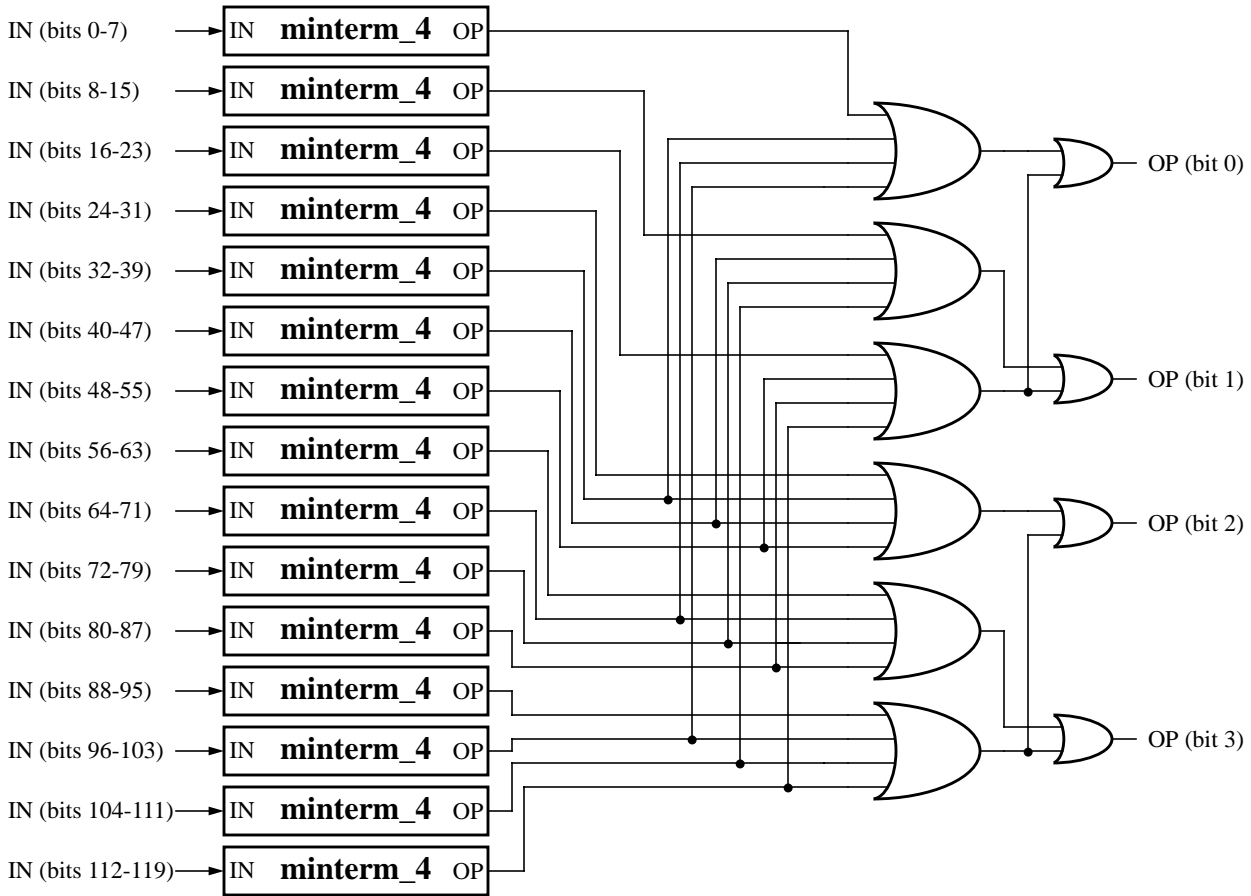 IN (bits 0-7) IN minterm_4 OP
IN (bits 8-15) IN minterm_4 OP
IN (bits 16-23) IN minterm_4 OP OP (bit 0)
IN (bits 24-31) IN minterm_4 OP
IN (bits 32-39) IN minterm_4 OP
IN (bits 40-47) IN minterm_4 OP
IN (bits 48-55) IN minterm_4 OP OP (bit 1)
IN (bits 56-63) IN minterm_4 OP
IN (bits 64-71) IN minterm_4 OP OP (bit 2)
IN (bits 72-79) IN minterm_4 OP
IN (bits 80-87) IN minterm_4 OP
IN (bits 88-95) IN minterm_4 OP
IN (bits 96-103) IN minterm_4 OP OP (bit 3)
IN (bits 104-111) IN minterm_4 OP
IN (bits 112-119) IN minterm_4 OP